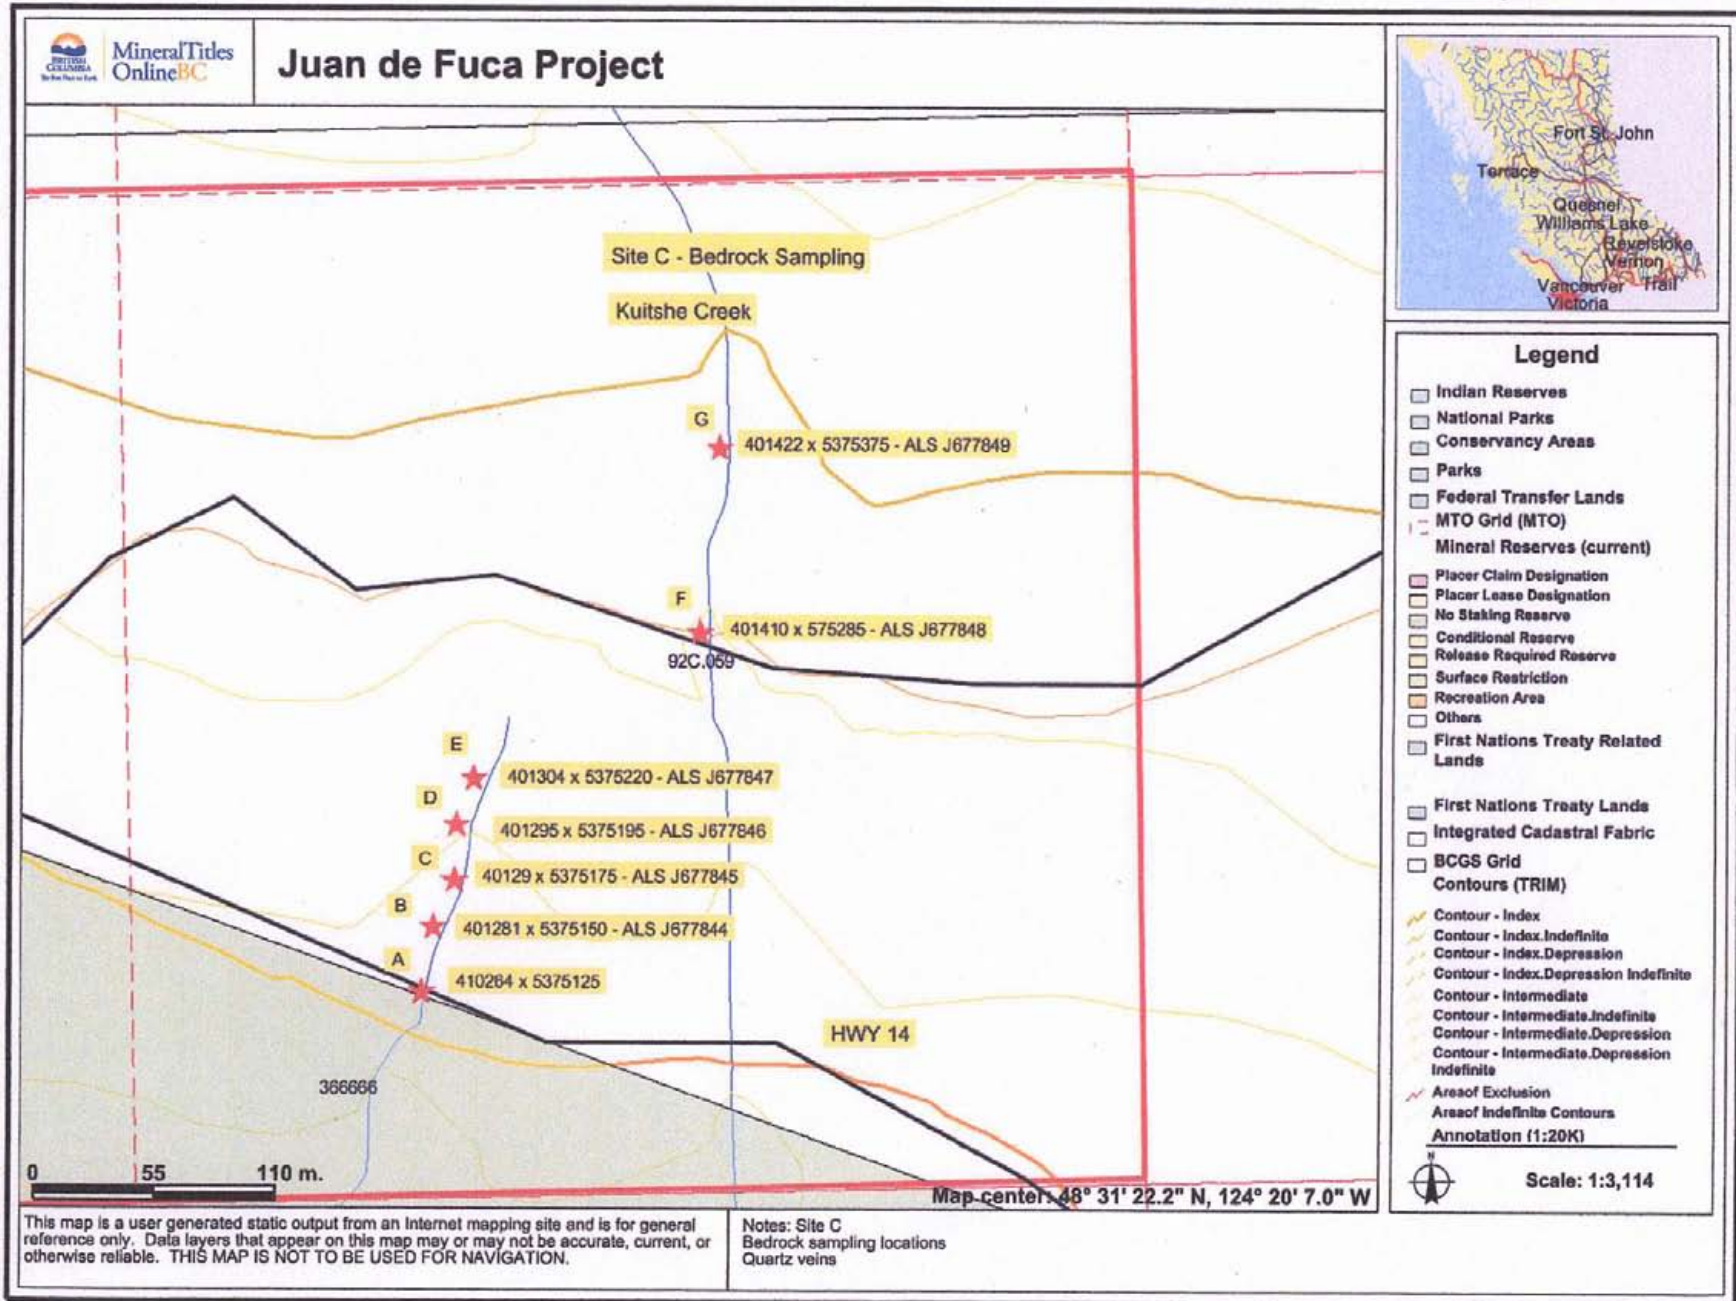 BRITISH
COLUMBIA
The Best Place on Earth
MineralTitles
OnlineBC
Juan de Fuca Project
Site C - Bedrock Sampling
Kuitshe Creek
G
401422 x 5375375 - ALS J677849
F
401410 x 575285 - ALS J677848
92C.059
E
401304 x 5375220 - ALS J677847
D
401295 x 5375195 - ALS J677846
C
40129 x 5375175 - ALS J677845
B
401281 x 5375150 - ALS J677844
A
410264 x 5375125
HWY 14
366666
0 55 110 m.
Map center: 48° 31' 22.2" N, 124° 20' 7.0" W
This map is a user generated static output from an Internet mapping site and is for general
reference only. Data layers that appear on this map may or may not be accurate, current, or
otherwise reliable. THIS MAP IS NOT TO BE USED FOR NAVIGATION.
Notes: Site C
Bedrock sampling locations
Quartz veins
Fort St. John
Terrace
Quesnel
Williams Lake
Revelstoke
Vernon
Vancouver Trail
Victoria
Legend
Indian Reserves
National Parks
Conservancy Areas
Parks
Federal Transfer Lands
MTO Grid (MTO)
Mineral Reserves (current)
Placer Claim Designation
Placer Lease Designation
No Staking Reserve
Conditional Reserve
Release Required Reserve
Surface Restriction
Recreation Area
Others
First Nations Treaty Related
Lands
First Nations Treaty Lands
Integrated Cadastral Fabric
BCGS Grid
Contours (TRIM)
Contour - Index
Contour - Index.Indefinite
Contour - Index.Depression
Contour - Index.Depression Indefinite
Contour - Intermediate
Contour - Intermediate.Indefinite
Contour - Intermediate.Depression
Contour - Intermediate.Depression
Indefinite
Areaof Exclusion
Areaof Indefinite Contours
Annotation (1:20K)
N
Scale: 1:3,114